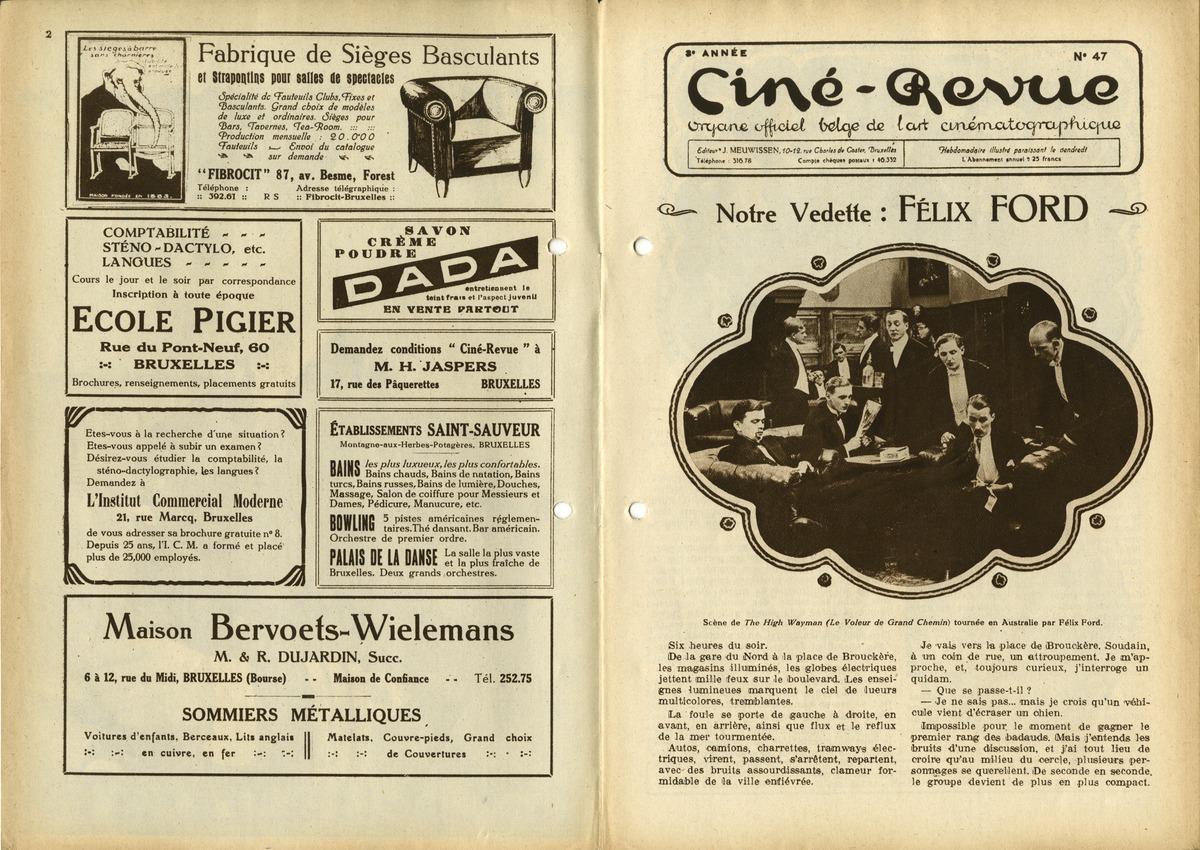 2
Les sièges à barre
sans charnières
MAISON FONDÉE EN 1883
Fabrique de Sièges Basculants
et Strapontins pour salles de spectacles
Spécialité de Fauteuils Clubs, Fixes et
Basculants. Grand choix de modèles
de luxe et ordinaires. Sièges pour
Bars, Tavernes, Tea-Room. ::: :::
Production mensuelle : 20.000
Fauteuils Envoi du catalogue
sur demande
"FIBROCIT" 87, av. Besme, Forest
Téléphone : Adresse télégraphique :
:: 392.61 :: R S :: Fibrocit-Bruxelles ::
COMPTABILITÉ - - -
STÉNO-DACTYLO, etc.
LANGUES - - - - -
Cours le jour et le soir par correspondance
Inscription à toute époque
ECOLE PIGIER
Rue du Pont-Neuf, 60
:-: BRUXELLES :-:
Brochures, renseignements, placements gratuits
SAVON
CRÈME
POUDRE
DADA
entretiennent le
teint frais et l'aspect juvenil
EN VENTE PARTOUT
Demandez conditions " Ciné-Revue " à
M. H. JASPERS
17, rue des Pâquerettes BRUXELLES
Etes-vous à la recherche d'une situation ?
Etes-vous appelé à subir un examen ?
Désirez-vous étudier la comptabilité, la
sténo-dactylographie, les langues ?
Demandez à
L'Institut Commercial Moderne
21, rue Marcq, Bruxelles
de vous adresser sa brochure gratuite n° 8.
Depuis 25 ans, l'I. C. M. a formé et placé
plus de 25,000 employés.
ÉTABLISSEMENTS SAINT-SAUVEUR
Montagne-aux-Herbes-Potagères, BRUXELLES
BAINS les plus luxueux, les plus confortables.
Bains chauds, Bains de natation, Bains
turcs, Bains russes, Bains de lumière, Douches,
Massage, Salon de coiffure pour Messieurs et
Dames, Pédicure, Manucure, etc.
BOWLING 5 pistes américaines réglemen-
taires. Thé dansant. Bar américain.
Orchestre de premier ordre.
PALAIS DE LA DANSE La salle la plus vaste
et la plus fraîche de
Bruxelles. Deux grands orchestres.
Maison Bervoets-Wielemans
M. & R. DUJARDIN, Succ.
6 à 12, rue du Midi, BRUXELLES (Bourse) - - Maison de Confiance - - Tél. 252.75
SOMMIERS MÉTALLIQUES
Voitures d'enfants, Berceaux, Lits anglais
:-: :-: en cuivre, en fer :-: :-:
Matelats, Couvre-pieds, Grand choix
:-: :-: de Couvertures :-: :-:
3e ANNÉE N° 47
Ciné-Revue
Organe officiel belge de l'art cinématographique
Editeur : J. MEUWISSEN, 10-12, rue Charles de Coster, Bruxelles
Téléphone : 316.78 Compte chèques postaux : 46.332
Hebdomadaire illustré paraissant le vendredi
L'Abonnement annuel : 25 francs
Notre Vedette : FÉLIX FORD
Scène de The High Wayman (Le Voleur de Grand Chemin) tournée en Australie par Félix Ford.
Six heures du soir.
De la gare du Nord à la place de Brouckère,
les magasins illuminés, les globes électriques
jettent mille feux sur le boulevard. Les ensei-
gnes lumineues marquent le ciel de lueurs
multicolores, tremblantes.
La foule se porte de gauche à droite, en
avant, en arrière, ainsi que flux et le reflux
de la mer tourmentée.
Autos, camions, charrettes, tramways élec-
triques, virent, passent, s'arrêtent, repartent,
avec des bruits assourdissants, clameur for-
midable de la ville enfiévrée.
Je vais vers la place de Brouckère. Soudain,
à un coin de rue, un attroupement. Je m'ap-
proche, et, toujours curieux, j'interroge un
quidam.
— Que se passe-t-il ?
— Je ne sais pas... mais je crois qu'un véhi-
cule vient d'écraser un chien.
Impossible pour le moment de gagner le
premier rang des badauds. Mais j'entends les
bruits d'une discussion, et j'ai tout lieu de
croire qu'au milieu du cercle, plusieurs per-
sonnages se querellent. De seconde en seconde,
le groupe devient de plus en plus compact.